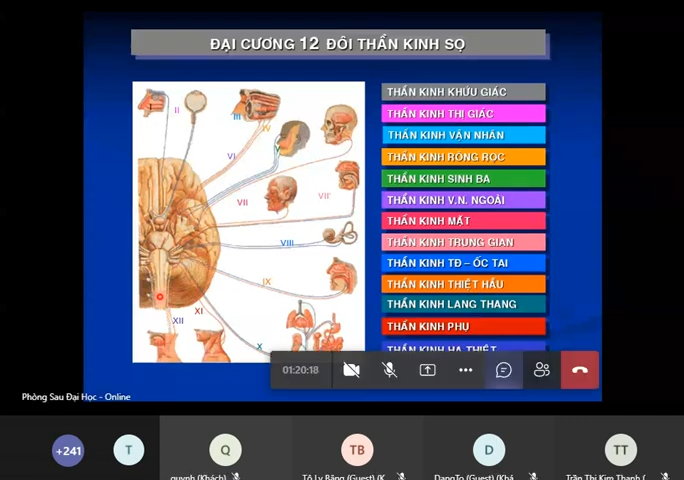 ĐẠI CƯƠNG 12 ĐÔI THẦN KINH SỌ
I
II
III
IV
V
VI
VII
VII'
VIII
IX
X
XI
XII
THẦN KINH KHỨU GIÁC
THẦN KINH THỊ GIÁC
THẦN KINH VẬN NHÃN
THẦN KINH RÒNG RỌC
THẦN KINH SINH BA
THẦN KINH V.N. NGOÀI
THẦN KINH MẶT
THẦN KINH TRUNG GIAN
THẦN KINH TĐ – ỐC TAI
THẦN KINH THIỆT HẦU
THẦN KINH LANG THANG
THẦN KINH PHỤ
THẦN KINH HẠ THIỆT
01:20:18
Phòng Sau Đại Học - Online
+241
T
Q
TB
D
TT
quynh (Khách)
Tô Ly Băng (Guest) (K...
DangTo (Guest) (Khá...
Trần Thị Kim Thanh (...